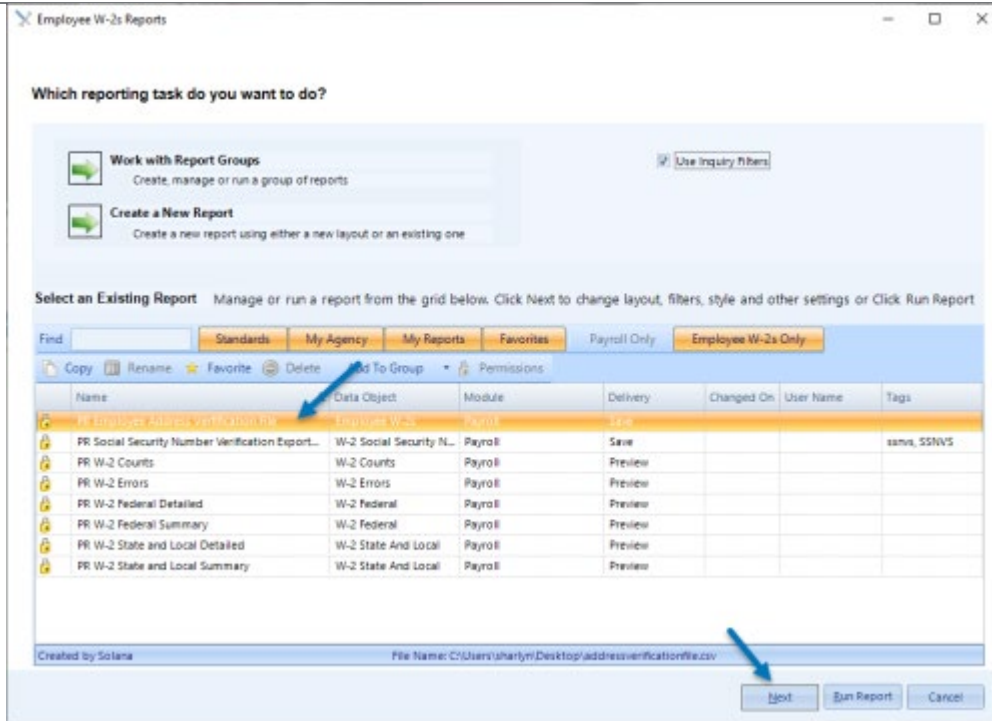 Employee W-2s Reports
Which reporting task do you want to do?
Work with Report Groups
Create, manage or run a group of reports
Use Inquiry Filters
Create a New Report
Create a new report using either a new layout or an existing one
Select an Existing Report Manage or run a report from the grid below. Click Next to change layout, filters, style and other settings or Click Run Report
Find Standards My Agency My Reports Favorites Payroll Only Employee W-2s Only
Copy Rename Favorite Delete Add To Group Permissions
Name Data Object Module Delivery Changed On User Name Tags
PR Employee Address Verification File Employee W-2s Payroll Save
PR Social Security Number Verification Export... W-2 Social Security N... Payroll Save ssnvs, SSNVS
PR W-2 Counts W-2 Counts Payroll Preview
PR W-2 Errors W-2 Errors Payroll Preview
PR W-2 Federal Detailed W-2 Federal Payroll Preview
PR W-2 Federal Summary W-2 Federal Payroll Preview
PR W-2 State and Local Detailed W-2 State And Local Payroll Preview
PR W-2 State and Local Summary W-2 State And Local Payroll Preview
Created by Solana File Name: C:\Users\sharlyn\Desktop\addressverificationfile.csv
Next Run Report Cancel